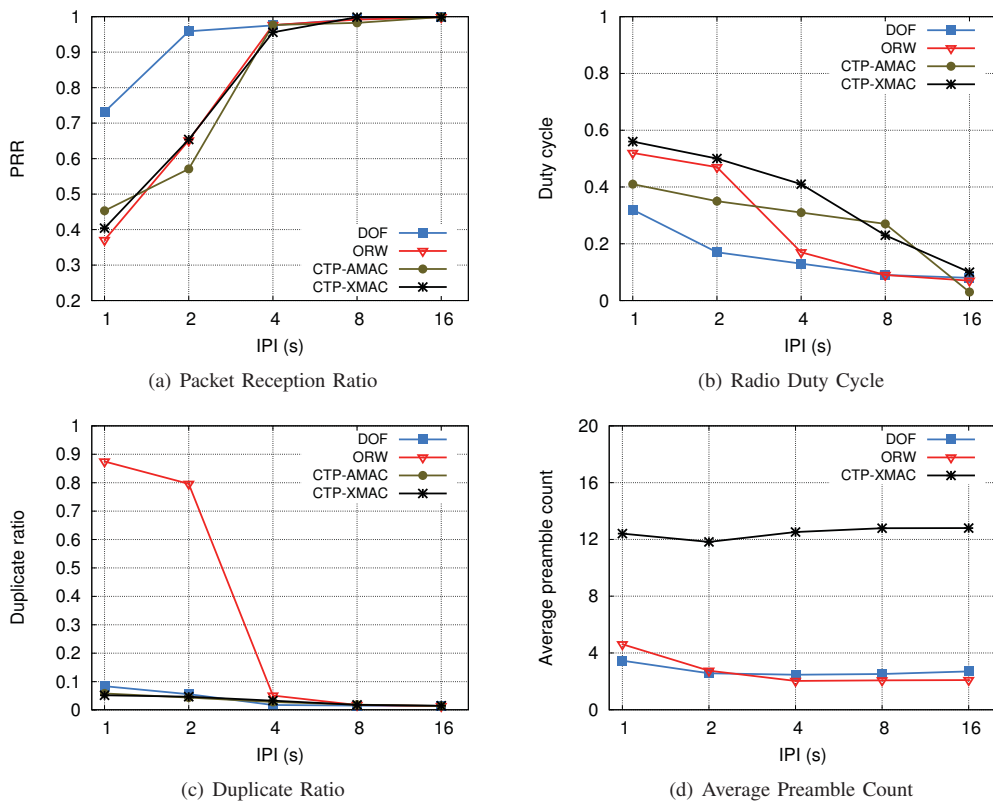 1
0.9
0.8
0.7
0.6
0.5
0.4
0.3
0.2
PRR
DOF
ORW
CTP-AMAC
CTP-XMAC
1 2 4 8 16
IPI (s)
(a) Packet Reception Ratio
1
0.8
0.6
0.4
0.2
0
Duty cycle
DOF
ORW
CTP-AMAC
CTP-XMAC
1 2 4 8 16
IPI (s)
(b) Radio Duty Cycle
1
0.9
0.8
0.7
0.6
0.5
0.4
0.3
0.2
0.1
0
Duplicate ratio
DOF
ORW
CTP-AMAC
CTP-XMAC
1 2 4 8 16
IPI (s)
(c) Duplicate Ratio
20
16
12
8
4
0
Average preamble count
DOF
ORW
CTP-XMAC
1 2 4 8 16
IPI (s)
(d) Average Preamble Count